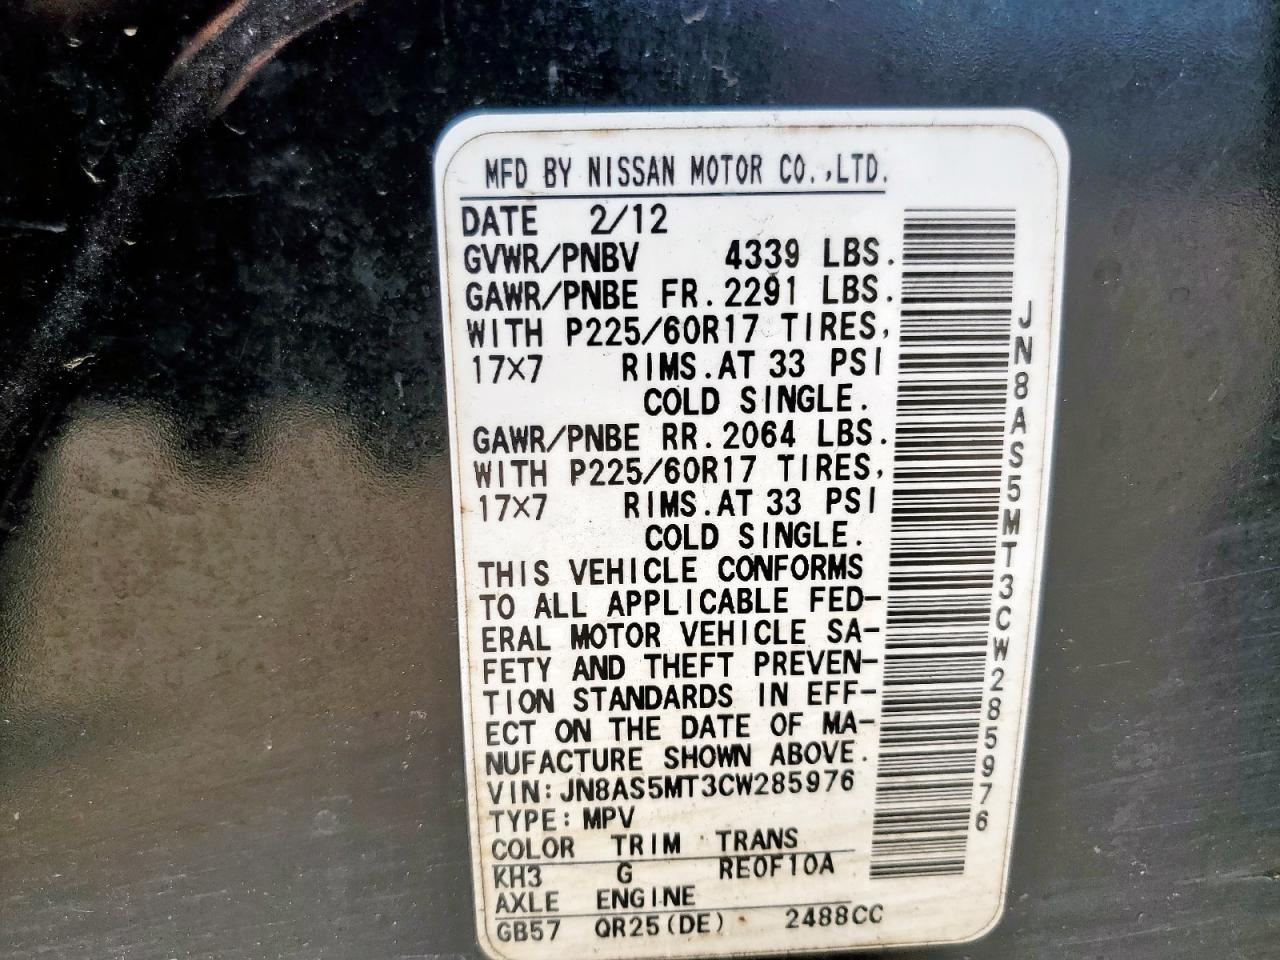 MFD BY NISSAN MOTOR CO.,LTD.
DATE 2/12
GVWR/PNBV 4339 LBS.
GAWR/PNBE FR.2291 LBS.
WITH P225/60R17 TIRES,
17X7 RIMS.AT 33 PSI
COLD SINGLE.
GAWR/PNBE RR.2064 LBS.
WITH P225/60R17 TIRES,
17X7 RIMS.AT 33 PSI
COLD SINGLE.
THIS VEHICLE CONFORMS
TO ALL APPLICABLE FED-
ERAL MOTOR VEHICLE SA-
FETY AND THEFT PREVEN-
TION STANDARDS IN EFF-
ECT ON THE DATE OF MA-
NUFACTURE SHOWN ABOVE.
VIN:JN8AS5MT3CW285976
TYPE:MPV
COLOR TRIM TRANS
KH3 G RE0F10A
AXLE ENGINE
GB57 QR25(DE) 2488CC
JN8AS5MT3CW285976